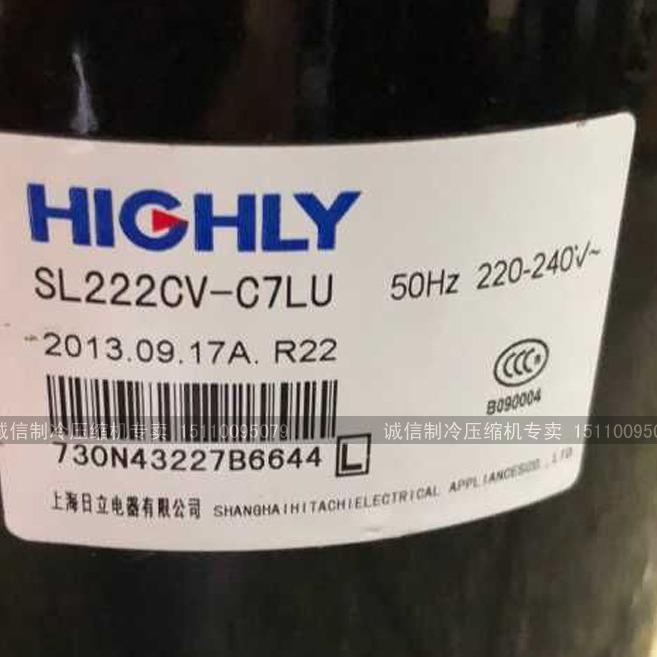 HIGHLY
SL222CV-C7LU 50Hz 220-240V~
2013.09.17A. R22
CCC
B090004
诚信制冷压缩机专卖 15110095079 诚信制冷压缩机专卖 151100950
730N43227B6644 L
上海日立电器有限公司 SHANGHAIHITACHIELECTRICAL APPLIANCESCO.,LTD.